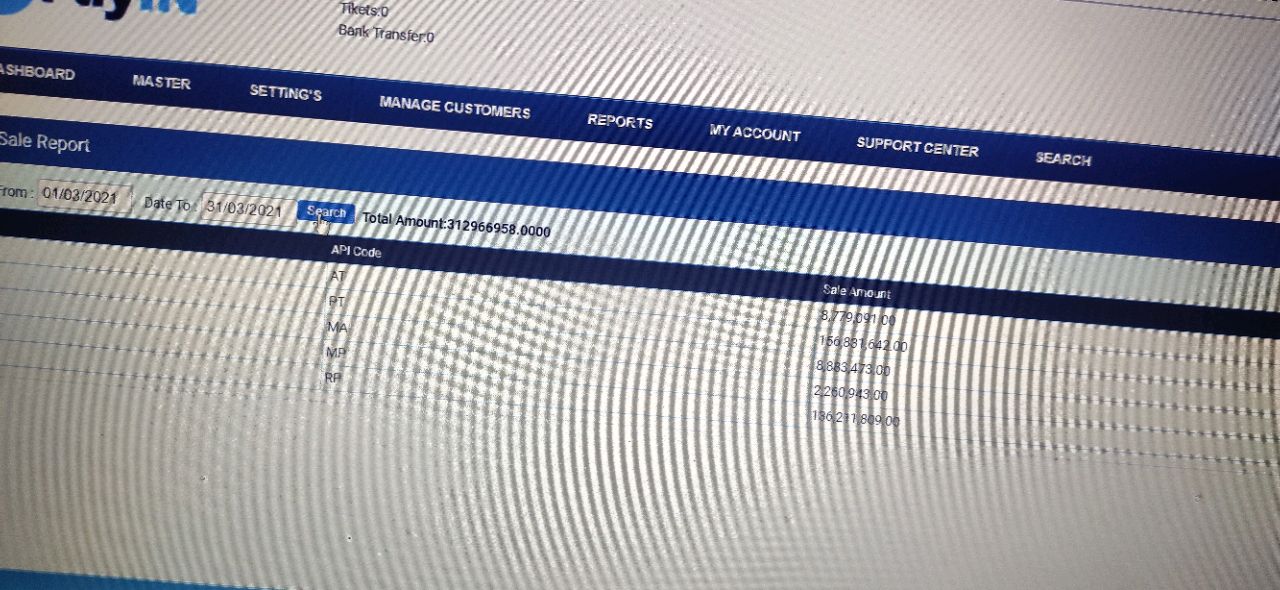 ayIN
Tikets:0
Bank Transfer:0
ASHBOARD MASTER SETTING'S MANAGE CUSTOMERS REPORTS MY ACCOUNT SUPPORT CENTER SEARCH
Sale Report
From : 01/03/2021 Date To : 31/03/2021 Search Total Amount:312966958.0000
API Code Sale Amount
AT 8,779,091.00
PT 156,831,642.00
MA 8,883,473.00
MP 2,260,943.00
RP 136,211,809.00